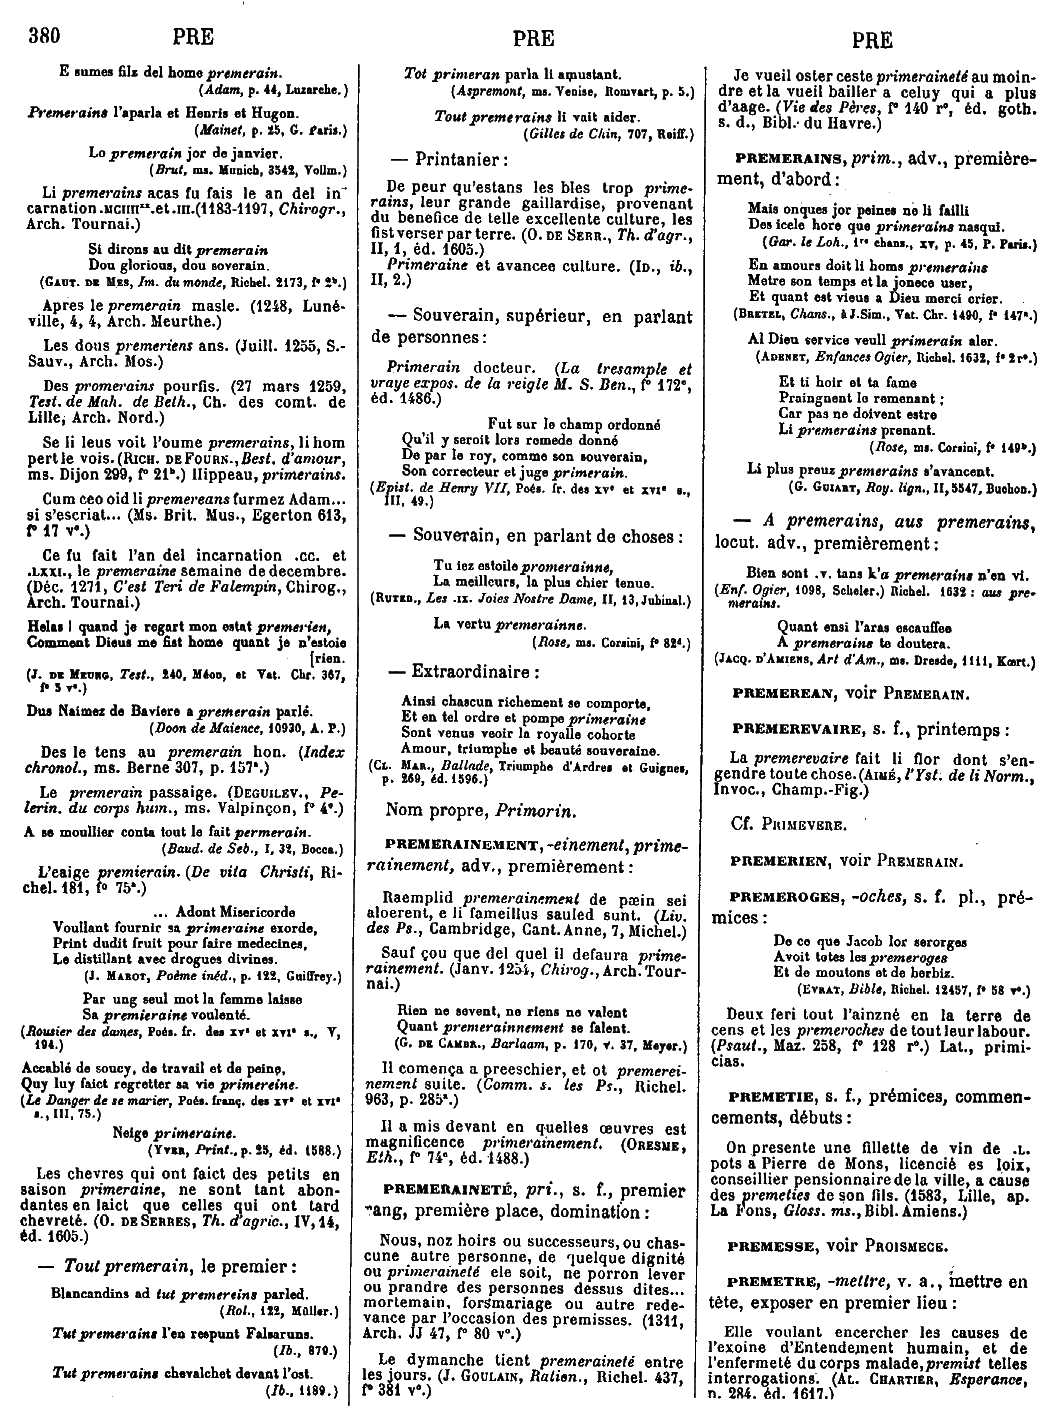 380 PRE PRE PRE
E sumes filz del home premerain.
(Adam, p. 44, Luzarche.)
Premerains l'aparla et Henris et Hugon.
(Mainet, p. 25, G. Paris.)
Lo premerain jor de janvier.
(Brut, ms. Munich, 3542, Vollm.)
Li premerains acas fu fais le an del in-
carnation .MCIIIIxx.et.III.(1183-1197, Chirogr.,
Arch. Tournai.)
Si dirons au dit premerain
Dou glorious, dou soverain.
(GAUT. DE MES, Im. du monde, Richel. 2173, f° 2b.)
Apres le premerain masle. (1248, Luné-
ville, 4, 4, Arch. Meurthe.)
Les dous premeriens ans. (Juill. 1255, S.-
Sauv., Arch. Mos.)
Des promerains pourfis. (27 mars 1259,
Test. de Mah. de Beth., Ch. des comt. de
Lille, Arch. Nord.)
Se li leus voit l'oume premerains, li hom
pert le vois. (RICH. DE FOURN., Best. d'amour,
ms. Dijon 299, f° 21b.) Hippeau, primerains.
Cum ceo oid li premereans furmez Adam...
si s'escriat... (Ms. Brit. Mus., Egerton 613,
f° 17 v°.)
Ce fu fait l'an del incarnation .cc. et
.LXXI., le premeraine semaine de decembre.
(Déc. 1271, C'est Teri de Falempin, Chirog.,
Arch. Tournai.)
Helas ! quand je regart mon estat premerien,
Comment Dieus me fist home quant je n'estoie
[rien.
(J. DE MEUNG, Test., 240, Méon, et Vat. Chr. 367,
f° 5 v°.)
Dus Naimez de Baviere a premerain parlé.
(Doon de Maience, 10930, A. P.)
Des le tens au premerain hon. (Index
chronol., ms. Berne 307, p. 157a.)
Le premerain passaige. (DEGUILEV., Pe-
lerin. du corps hum., ms. Valpinçon, f° 4c.)
A se moullier conta tout le fait permerain.
(Baud. de Seb., I, 32, Bocca.)
L'eaige premierain. (De vita Christi, Ri-
chel. 181, f° 75a.)
... Adont Misericorde
Voullant fournir sa primeraine exorde,
Print dudit fruit pour faire medecines,
Le distillant avec drogues divines.
(J. MAROT, Poème inéd., p. 122, Guiffrey.)
Par ung seul mot la femme laisse
Sa premieraine voulenté.
(Rousier des dames, Poés. fr. des XVe et XVIe s., V,
194.)
Accablé de soucy, de travail et de peine,
Quy luy faict regretter sa vie primereine.
(Le Danger de se marier, Poés. franç. des XVe et XVIe
s., III, 75.)
Neige primeraine.
(YVER, Print., p. 25, éd. 1588.)
Les chevres qui ont faict des petits en
saison primeraine, ne sont tant abon-
dantes en laict que celles qui ont tard
chevreté. (O. DE SERRES, Th. d'agric., IV, 14,
éd. 1605.)
— Tout premerain, le premier :
Blancandins ad tut premereins parled.
(Rol., 122, Müller.)
Tut premerains l'en respunt Falsaruns.
(Ib., 879.)
Tut premerains chevalchet devant l'ost.
(Ib., 1189.)
Tot primeran parla li amustant.
(Aspremont, ms. Venise, Romvart, p. 5.)
Tout premerains li vait aider.
(Gilles de Chin, 707, Reiff.)
— Printanier :
De peur qu'estans les bles trop prime-
rains, leur grande gaillardise, provenant
du benefice de telle excellente culture, les
fist verser par terre. (O. DE SERR., Th. d'agr.,
II, 1, éd. 1605.)
Primeraine et avancee culture. (ID., ib.,
II, 2.)
— Souverain, supérieur, en parlant
de personnes :
Primerain docteur. (La tresample et
vraye expos. de la reigle M. S. Ben., f° 172c,
éd. 1486.)
Fut sur le champ ordonné
Qu'il y seroit lors remede donné
De par le roy, comme son souverain,
Son correcteur et juge primerain.
(Epist. de Henry VII, Poés. fr. des XVe et XVIe s.,
III, 49.)
— Souverain, en parlant de choses :
Tu iez estoile promerainne,
La meilleurs, la plus chier tenue.
(RUTEB., Les .IX. Joies Nostre Dame, II, 13, Jubinal.)
La vertu premerainne.
(Rose, ms. Corsini, f° 82d.)
— Extraordinaire :
Ainsi chascun richement se comporte,
Et en tel ordre et pompe primeraine
Sont venus veoir la royalle cohorte
Amour, triumphe et beauté souveraine.
(CL. MAR., Ballade, Triumphe d'Ardres et Guignes,
p. 269, éd. 1596.)
Nom propre, Primorin.
PREMERAINEMENT, -einement, prime-
rainement, adv., premièrement :
Raemplid premerainement de pæin sei
aloerent, e li fameillus sauled sunt. (Liv.
des Ps., Cambridge, Cant. Anne, 7, Michel.)
Sauf çou que del quel il defaura prime-
rainement. (Janv. 1254, Chirog., Arch. Tour-
nai.)
Rien ne sevent, ne riens ne valent
Quant premerainnement se falent.
(G. DE CAMBR., Barlaam, p. 170, v. 37, Meyer.)
Il comença a preeschier, et ot premerei-
nement suite. (Comm. s. les Ps., Richel.
963, p. 285a.)
Il a mis devant en quelles œuvres est
magnificence primerainement. (ORESME,
Eth., f° 74c, éd. 1488.)
PREMERAINETÉ, pri., s. f., premier
rang, première place, domination :
Nous, noz hoirs ou successeurs, ou chas-
cune autre personne, de quelque dignité
ou primeraineté ele soit, ne porron lever
ou prandre des personnes dessus dites...
mortemain, forsmariage ou autre rede-
vance par l'occasion des premisses. (1311,
Arch. JJ 47, f° 80 v°.)
Le dymanche tient premeraineté entre
les jours. (J. GOULAIN, Ration., Richel. 437,
f° 381 v°.)
Je vueil oster ceste primeraineté au moin-
dre et la vueil bailler a celuy qui a plus
d'aage. (Vie des Pères, f° 140 r°, éd. goth.
s. d., Bibl. du Havre.)
PREMERAINS, prim., adv., première-
ment, d'abord :
Mais onques jor peines ne li failli
Des icele hore que primerains nasqui.
(Gar. le Loh., 1re chans., XV, p. 45, P. Paris.)
En amours doit li homs premerains
Metre son temps et la jonece user,
Et quant est vieus a Dieu merci crier.
(BRETEL, Chans., à J. Sim., Vat. Chr. 1490, f° 147a.)
Al Dieu service veull primerain aler.
(ADENET, Enfances Ogier, Richel. 1632, f° 2r°.)
Et ti hoir et ta fame
Praingnent le remenant ;
Car pas ne doivent estre
Li premerains prenant.
(Rose, ms. Corsini, f° 149b.)
Li plus preuz premerains s'avancent.
(G. GUIART, Roy. lign., II, 5547, Buchon.)
— A premerains, aus premerains,
locut. adv., premièrement :
Bien sont .V. tans k'a premerains n'en vi.
(Enf. Ogier, 1098, Scheler.) Richel. 1632 : aus pre-
merains.
Quant ensi l'aras escauffee
A premerains te doutera.
(JACQ. D'AMIENS, Art d'Am., ms. Dresde, 1111, Kœrt.)
PREMEREAN, voir PREMERAIN.
PREMEREVAIRE, s. f., printemps :
La premerevaire fait li flor dont s'en-
gendre toute chose. (AIMÉ, l'Yst. de li Norm.,
Invoc., Champ.-Fig.)
Cf. PRIMEVERE.
PREMERIEN, voir PREMERAIN.
PREMEROGES, -oches, s. f. pl., pré-
mices :
De ce que Jacob lor serorges
Avoit totes les premeroges
Et de moutons et de berbiz.
(EVRAT, Bible, Richel. 12457, f° 58 v°.)
Deux feri tout l'ainzné en la terre de
cens et les premeroches de tout leur labour.
(Psaut., Maz. 258, f° 128 r°.) Lat., primi-
cias.
PREMETIE, s. f., prémices, commen-
cements, débuts :
On presente une fillette de vin de .L.
pots a Pierre de Mons, licencié es loix,
conseillier pensionnaire de la ville, a cause
des premeties de son fils. (1583, Lille, ap.
La Fons, Gloss. ms., Bibl. Amiens.)
PREMESSE, voir PROISMECE.
PREMETRE, -mettre, v. a., mettre en
tête, exposer en premier lieu :
Elle voulant encercher les causes de
l'exoine d'Entendement humain, et de
l'enfermeté du corps malade, premist telles
interrogations. (AL. CHARTIER, Esperance,
p. 284, éd. 1617.)